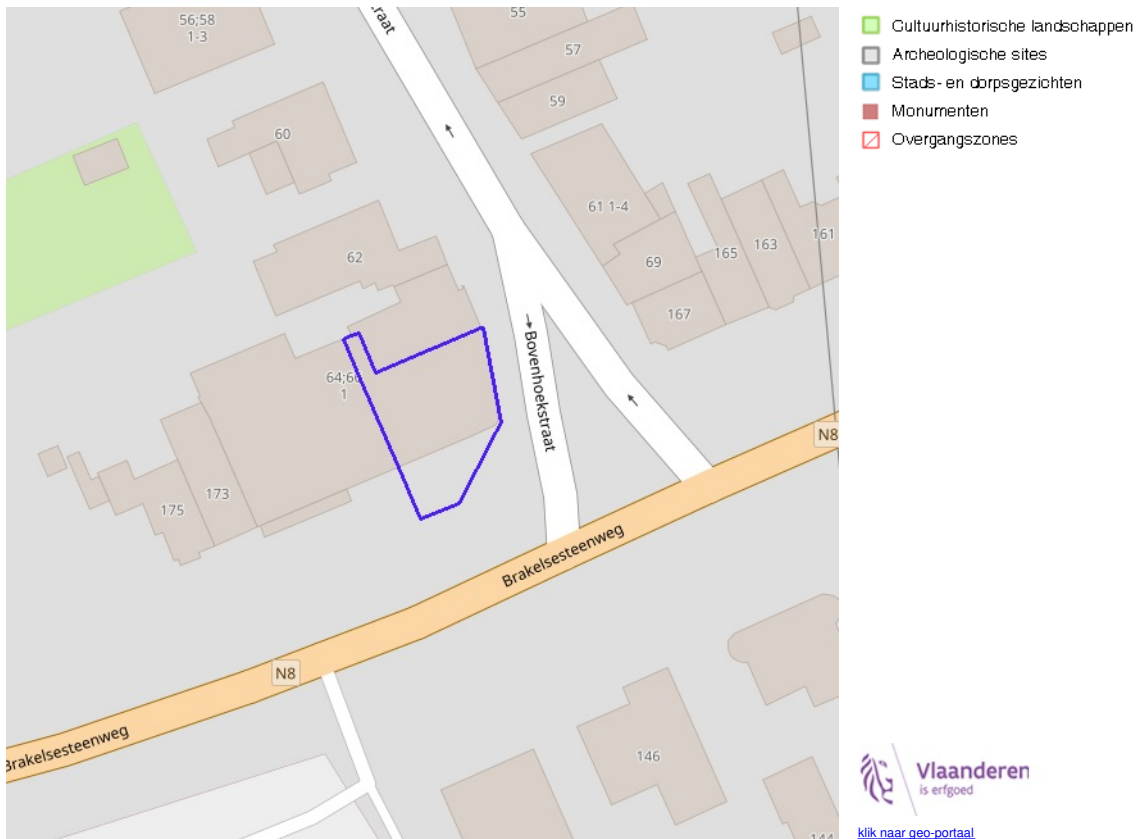 straat
56;58
1-3
55
57
59
60
61 1-4
62
69
165
163
161
167
64;66
1
Bovenhoekstraat
N8
175
173
Brakelsesteenweg
N8
Brakelsesteenweg
146
144
Cultuurhistorische landschappen
Archeologische sites
Stads- en dorpsgezichten
Monumenten
Overgangszones
Vlaanderen
is erfgoed
klik naar geo-portaal